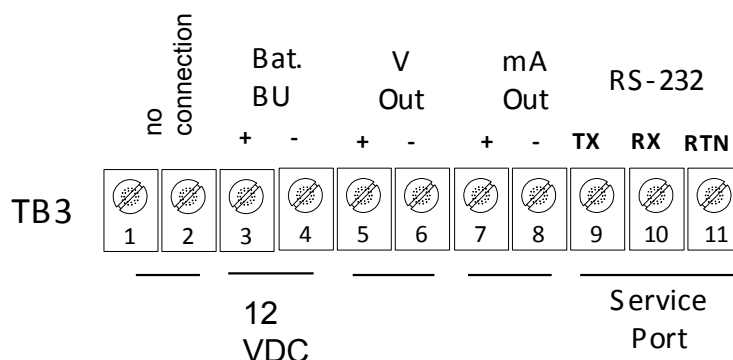 no
connection
Bat.
BU
V
Out
mA
Out
RS-232
+ - + - + - TX RX RTN
TB3
1 2 3 4 5 6 7 8 9 10 11
12
VDC
Service
Port